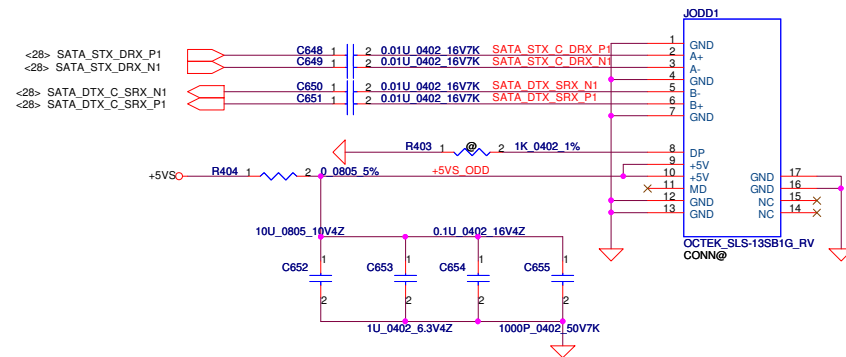 JODD1
<28> SATA_STX_DRX_P1 C648 1 2 0.01U_0402_16V7K SATA_STX_C_DRX_P1
<28> SATA_STX_DRX_N1 C649 1 2 0.01U_0402_16V7K SATA_STX_C_DRX_N1
<28> SATA_DTX_C_SRX_N1 C650 1 2 0.01U_0402_16V7K SATA_DTX_SRX_N1
<28> SATA_DTX_C_SRX_P1 C651 1 2 0.01U_0402_16V7K SATA_DTX_SRX_P1
1 GND
2 A+
3 A-
4 GND
5 B-
6 B+
7 GND
R403 1 @ 2 1K_0402_1%
8 DP
9 +5V
+5VS R404 1 2 0_0805_5% +5VS_ODD
10 +5V GND 17
11 MD GND 16
12 GND NC 15
13 GND NC 14
OCTEK_SLS-13SB1G_RV
CONN@
10U_0805_10V4Z 0.1U_0402_16V4Z
C652 1 2
C653 1 2
C654 1 2
C655 1 2
1U_0402_6.3V4Z 1000P_0402_50V7K